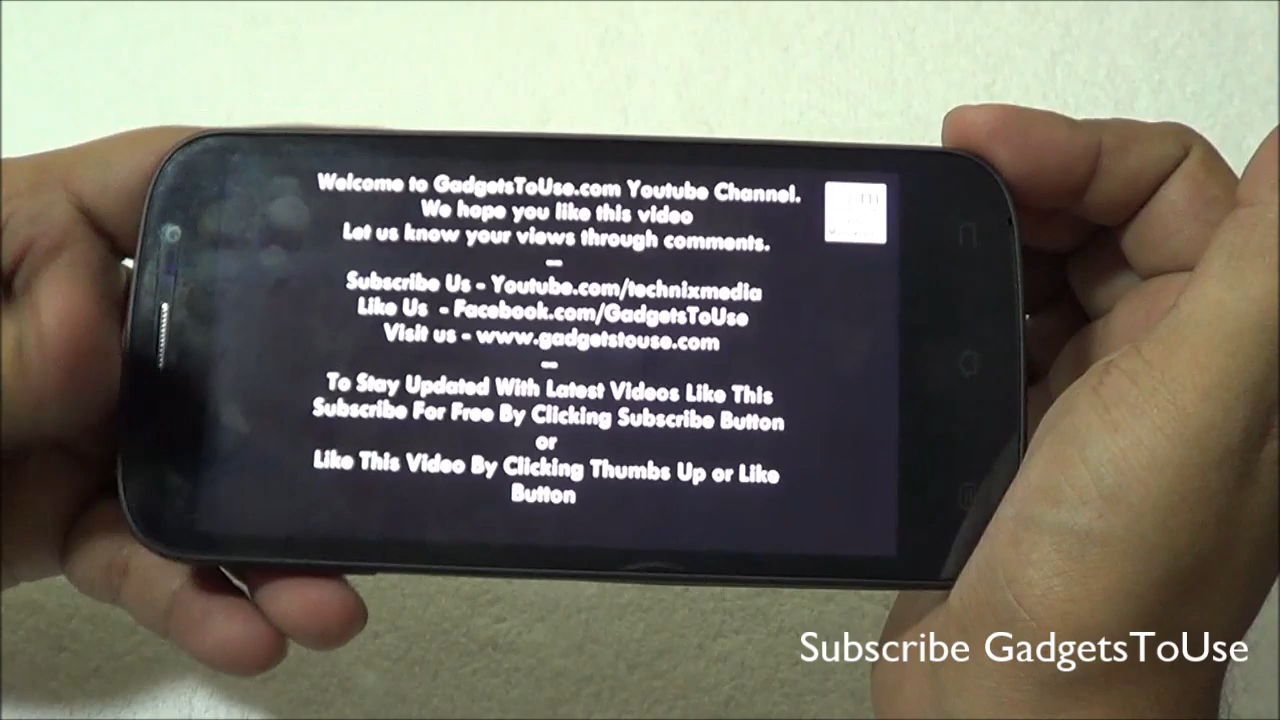 Welcome to GadgetsToUse.com Youtube Channel.
We hope you like this video
Let us know your views through comments.
--
Subscribe Us - Youtube.com/technixmedia
Like Us - Facebook.com/GadgetsToUse
Visit us - www.gadgetstouse.com
--
To Stay Updated With Latest Videos Like This
Subscribe For Free By Clicking Subscribe Button
or
Like This Video By Clicking Thumbs Up or Like
Button
Subscribe GadgetsToUse